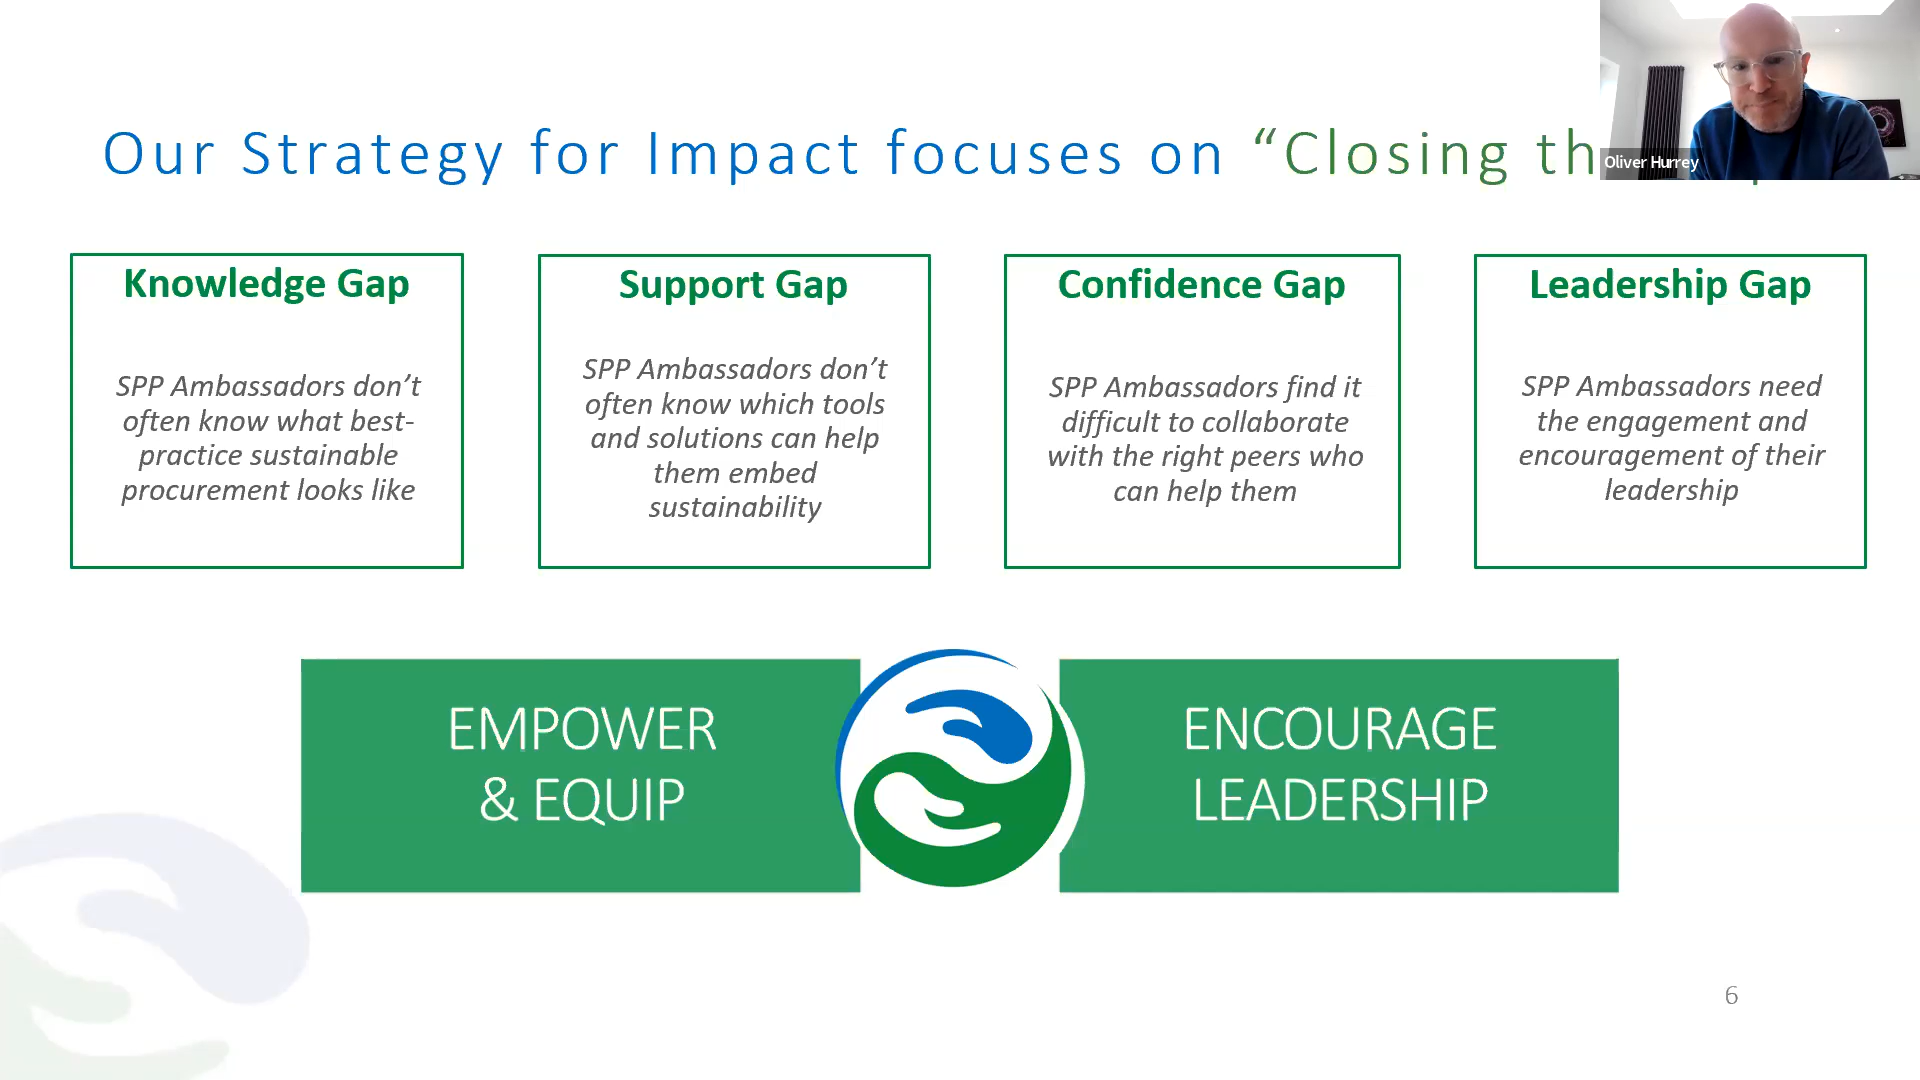 Our Strategy for Impact focuses on “Closing th
Oliver Hurrey
Knowledge Gap
SPP Ambassadors don’t
often know what best-
practice sustainable
procurement looks like
Support Gap
SPP Ambassadors don’t
often know which tools
and solutions can help
them embed
sustainability
Confidence Gap
SPP Ambassadors find it
difficult to collaborate
with the right peers who
can help them
Leadership Gap
SPP Ambassadors need
the engagement and
encouragement of their
leadership
EMPOWER
& EQUIP
ENCOURAGE
LEADERSHIP
6